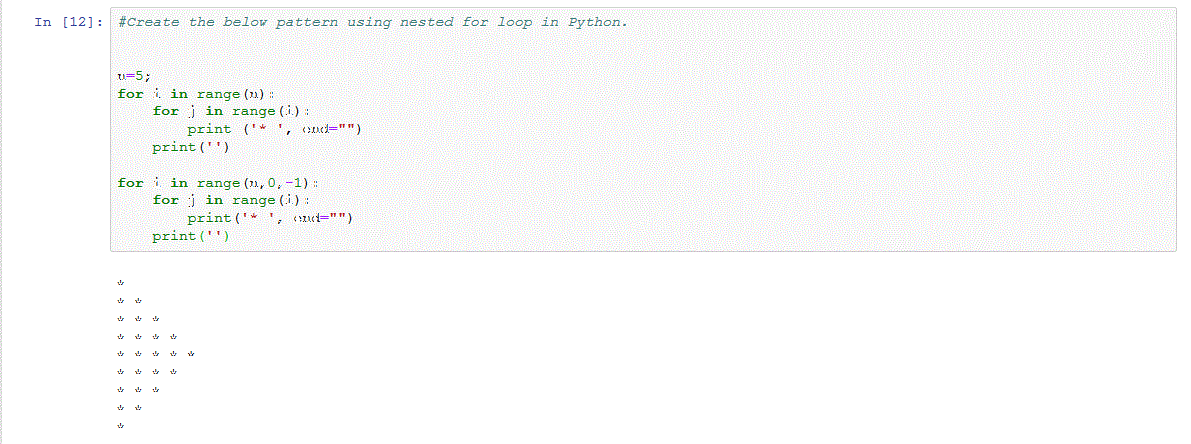 In [12]: #Create the below pattern using nested for loop in Python.
n=5;
for i in range(n):
    for j in range(i):
        print ('* ', end="")
    print('')
for i in range(n,0,-1):
    for j in range(i):
        print('* ', end="")
    print('')
*
* *
* * *
* * * *
* * * * *
* * * *
* * *
* *
*